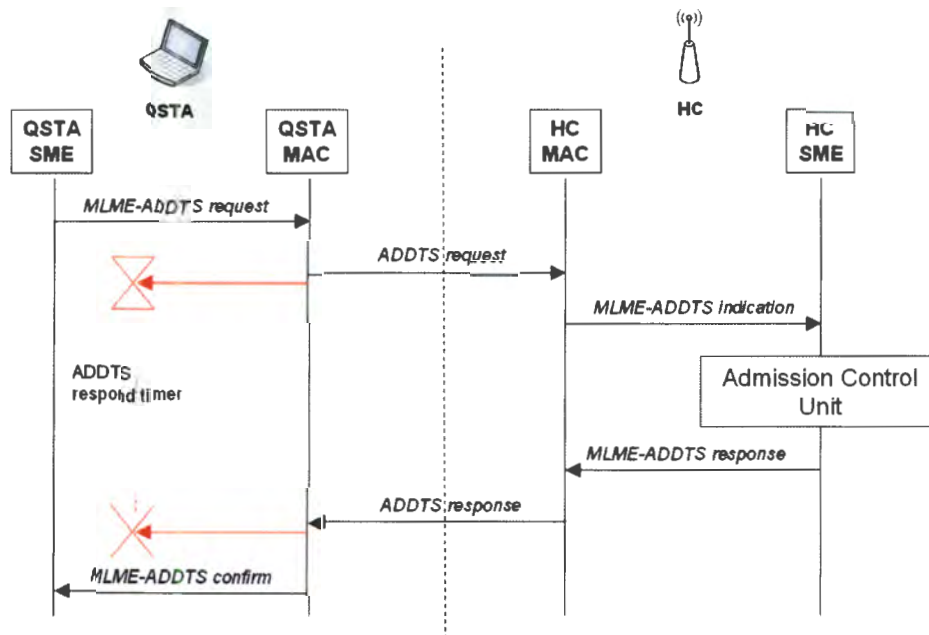 QSTA
HC
QSTA
SME
QSTA
MAC
HC
MAC
HC
SME
MLME-ADDTS request
ADDTS request
MLME-ADDTS indication
ADDTS
respond timer
Admission Control
Unit
MLME-ADDTS response
ADDTS response
MLME-ADDTS confirm